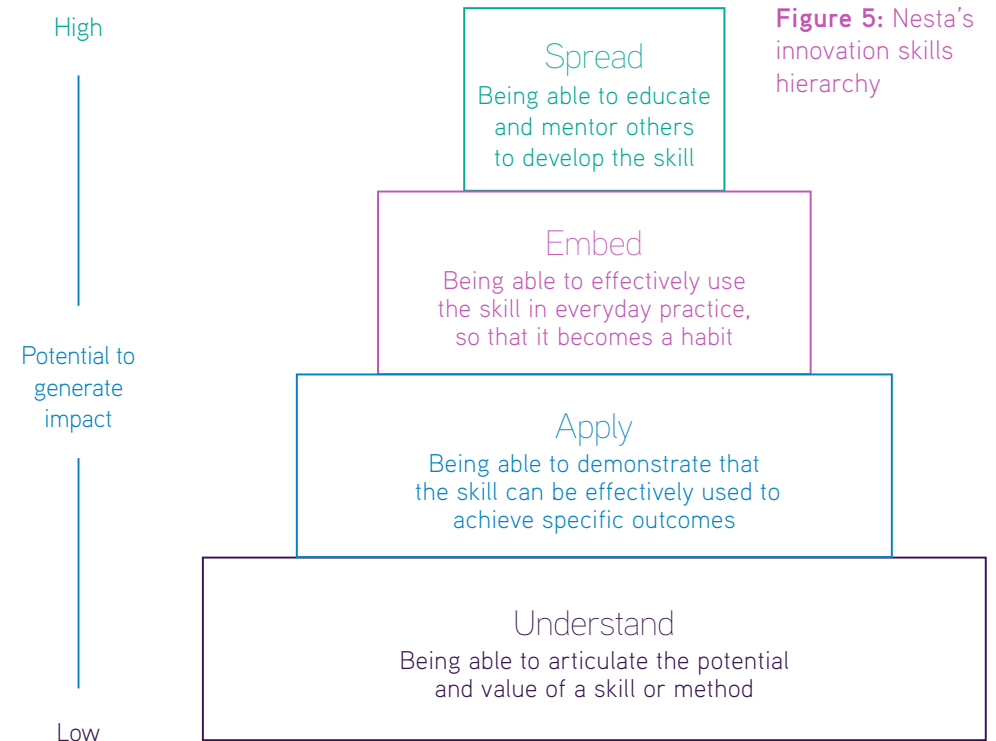 High
Figure 5: Nesta's
innovation skills
hierarchy
Spread
Being able to educate
and mentor others
to develop the skill
Embed
Being able to effectively use
the skill in everyday practice,
so that it becomes a habit
Potential to
generate
impact
Apply
Being able to demonstrate that
the skill can be effectively used to
achieve specific outcomes
Understand
Being able to articulate the potential
and value of a skill or method
Low